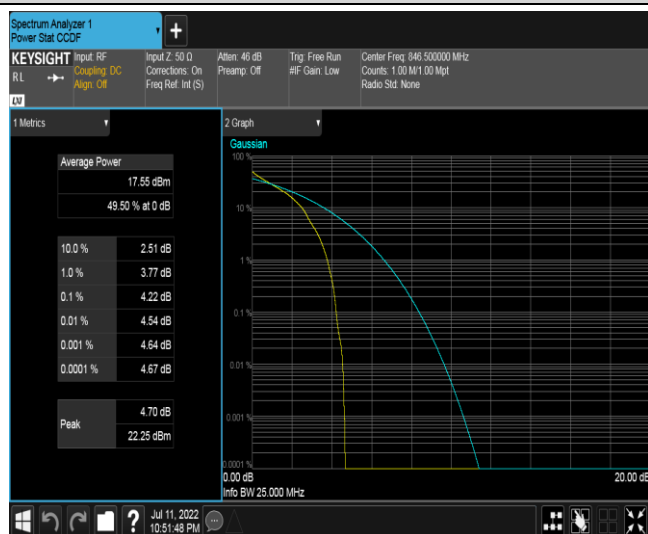 Spectrum Analyzer 1
Power Stat CCDF
+
KEYSIGHT
RL
LXI
Input: RF
Coupling: DC
Align: Off
Input Z: 50 Ω
Corrections: On
Freq Ref: Int (S)
Atten: 46 dB
Preamp: Off
Trig: Free Run
#IF Gain: Low
Center Freq: 846.500000 MHz
Counts: 1.00 M/1.00 Mpt
Radio Std: None
1 Metrics
Average Power
17.55 dBm
49.50 % at 0 dB
10.0 % 2.51 dB
1.0 % 3.77 dB
0.1 % 4.22 dB
0.01 % 4.54 dB
0.001 % 4.64 dB
0.0001 % 4.67 dB
Peak
4.70 dB
22.25 dBm
2 Graph
Gaussian
100 %
10 %
1 %
0.1 %
0.01 %
0.001 %
0.0001 %
0.00 dB 20.00 dB
Info BW 25.000 MHz
?
Jul 11, 2022
10:51:48 PM